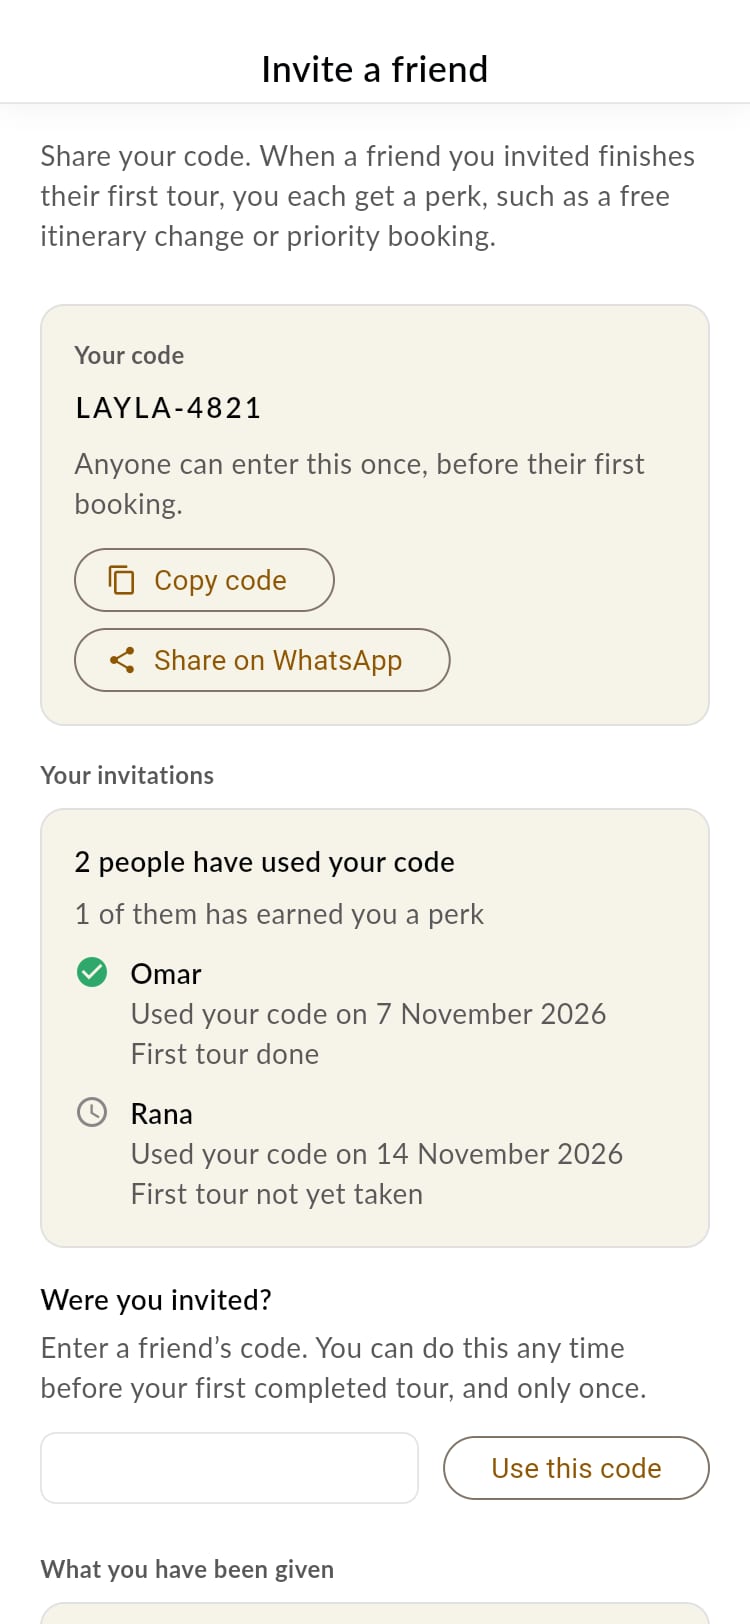 Invite a friend
Share your code. When a friend you invited finishes
their first tour, you each get a perk, such as a free
itinerary change or priority booking.
Your code
LAYLA-4821
Anyone can enter this once, before their first
booking.
Copy code
Share on WhatsApp
Your invitations
2 people have used your code
1 of them has earned you a perk
Omar
Used your code on 7 November 2026
First tour done
Rana
Used your code on 14 November 2026
First tour not yet taken
Were you invited?
Enter a friend’s code. You can do this any time
before your first completed tour, and only once.
Use this code
What you have been given